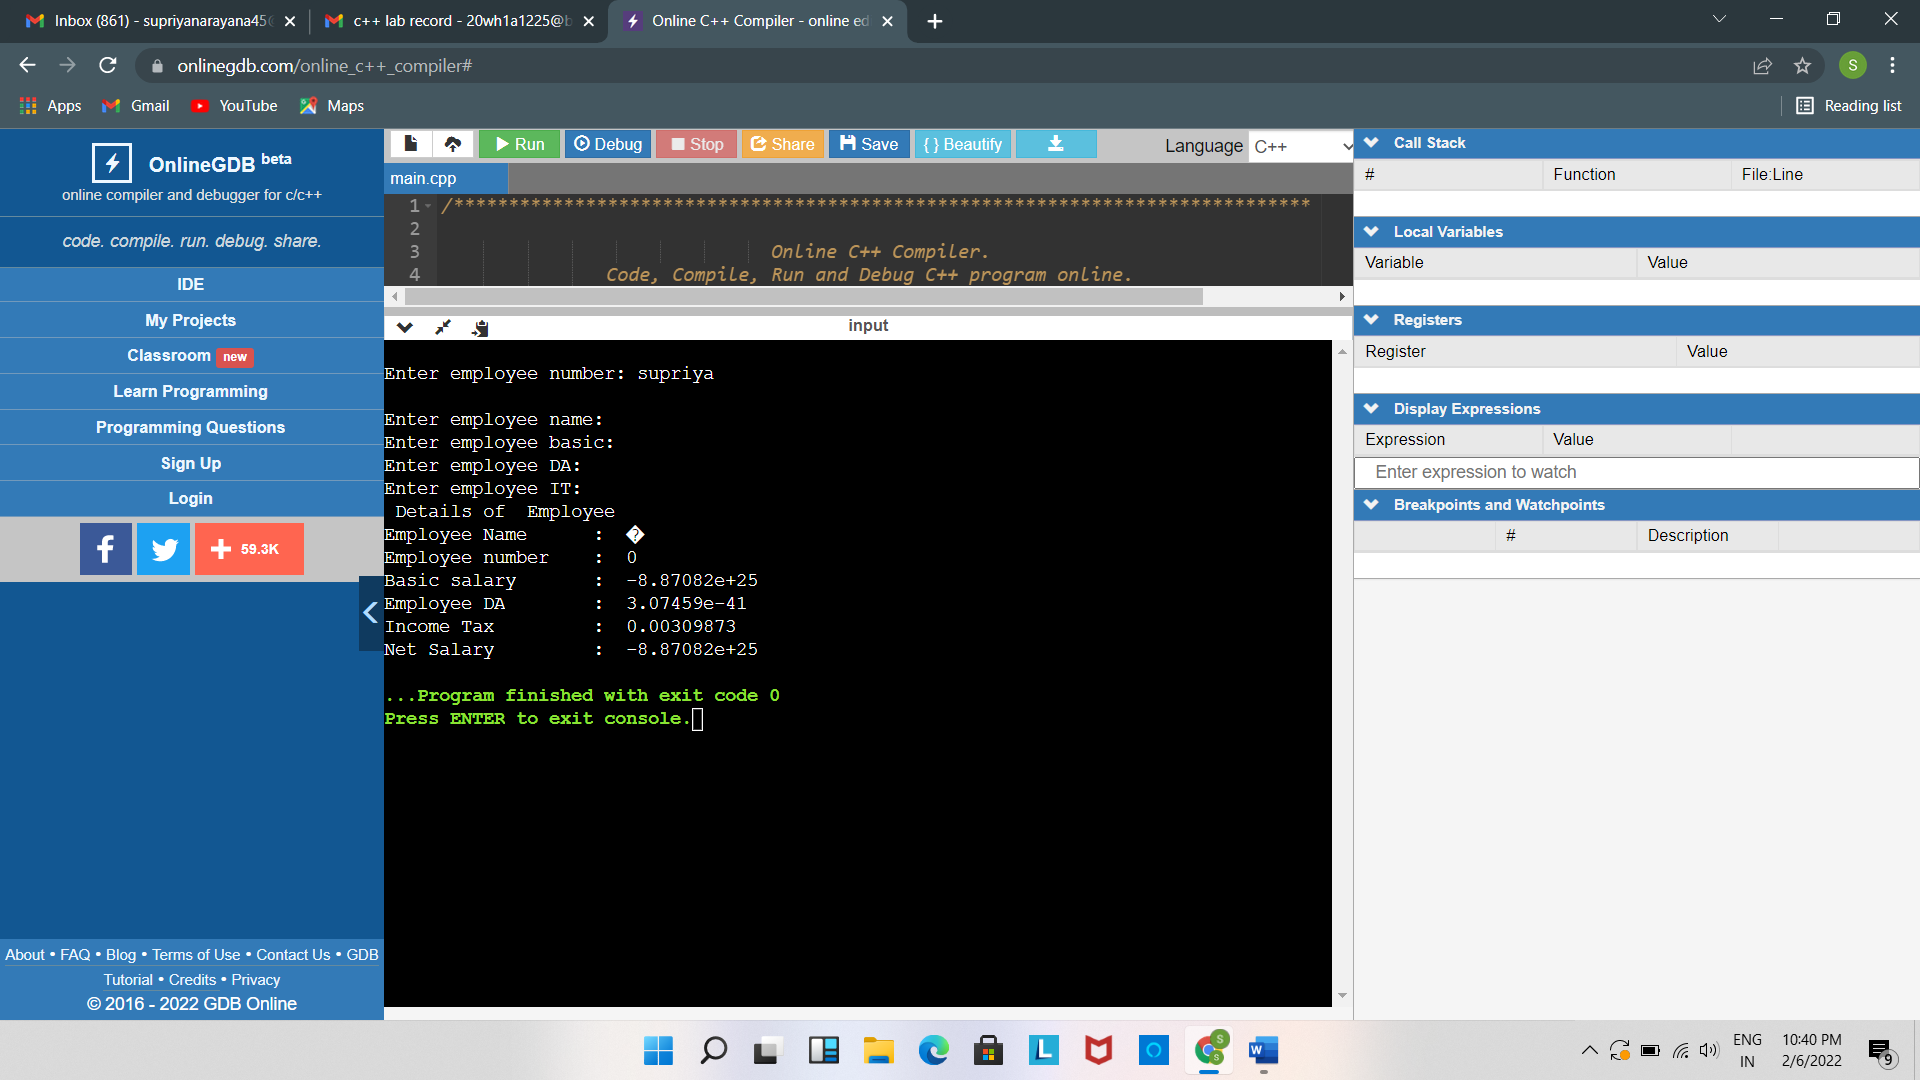 Inbox (861) - supriyanarayana45
c++ lab record - 20wh1a1225@b
Online C++ Compiler - online ed
onlinegdb.com/online_c++_compiler#
S
Apps
Gmail
YouTube
Maps
Reading list
OnlineGDB beta
online compiler and debugger for c/c++
code. compile. run. debug. share.
IDE
My Projects
Classroom new
Learn Programming
Programming Questions
Sign Up
Login
+ 59.3K
About • FAQ • Blog • Terms of Use • Contact Us • GDB
Tutorial • Credits • Privacy
© 2016 - 2022 GDB Online
Run
Debug
Stop
Share
Save
{ } Beautify
Language C++
main.cpp
1 /******************************************************************************
2
3 Online C++ Compiler.
4 Code, Compile, Run and Debug C++ program online.
input
Enter employee number: supriya
Enter employee name:
Enter employee basic:
Enter employee DA:
Enter employee IT:
Details of  Employee
Employee Name : �
Employee number : 0
Basic salary : -8.87082e+25
Employee DA : 3.07459e-41
Income Tax : 0.00309873
Net Salary : -8.87082e+25
...Program finished with exit code 0
Press ENTER to exit console.
Call Stack
# Function File:Line
Local Variables
Variable Value
Registers
Register Value
Display Expressions
Expression Value
Enter expression to watch
Breakpoints and Watchpoints
# Description
ENG
IN
10:40 PM
2/6/2022
9